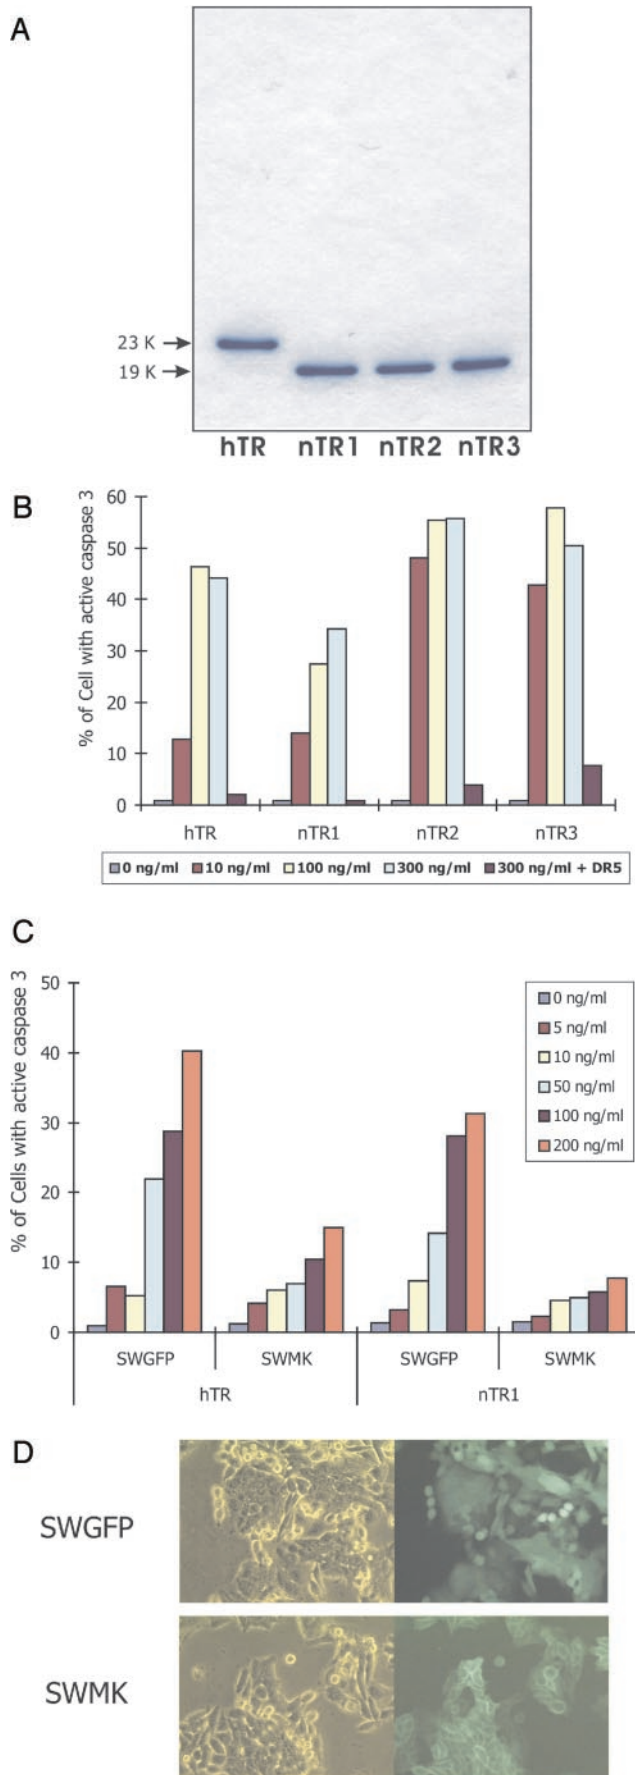 A
23 K
19 K
hTR nTR1 nTR2 nTR3
B
% of Cell with active caspase 3
60
50
40
30
20
10
0
hTR nTR1 nTR2 nTR3
0 ng/ml 10 ng/ml 100 ng/ml 300 ng/ml 300 ng/ml + DR5
C
% of Cells with active caspase 3
50
40
30
20
10
0
0 ng/ml
5 ng/ml
10 ng/ml
50 ng/ml
100 ng/ml
200 ng/ml
SWGFP SWMK SWGFP SWMK
hTR nTR1
D
SWGFP
SWMK